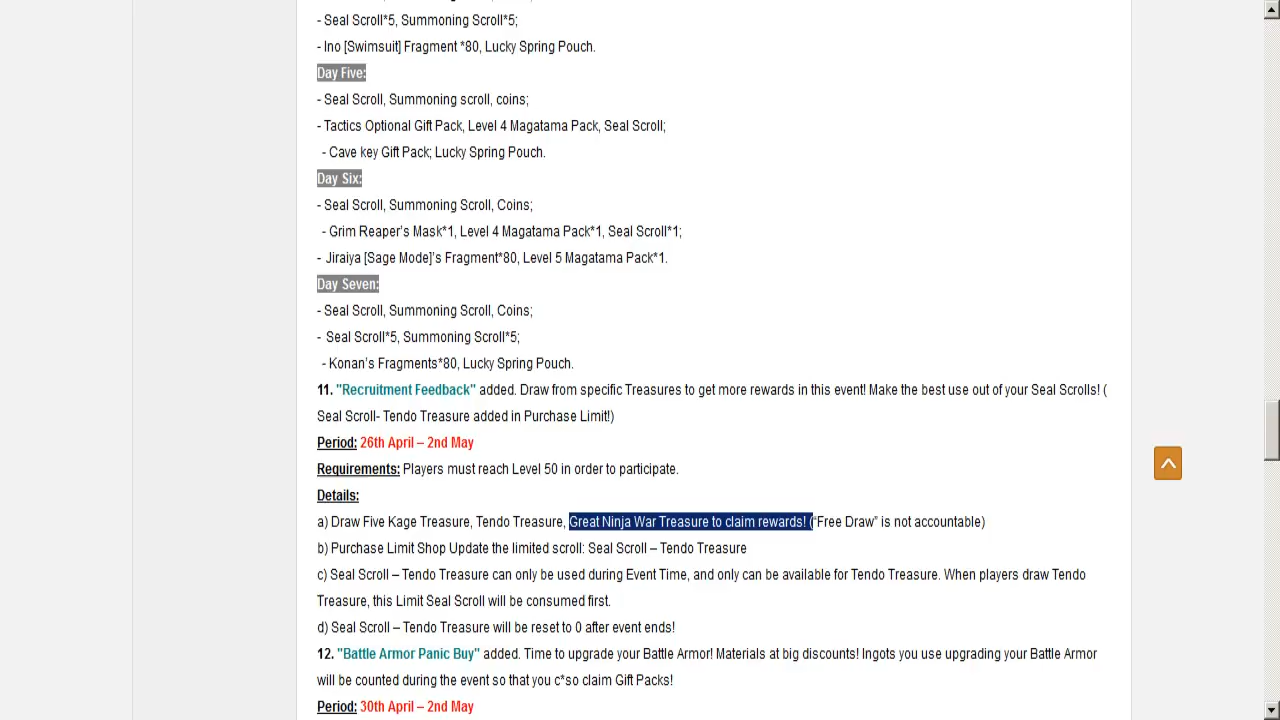 - Seal Scroll*5, Summoning Scroll*5;
- Ino [Swimsuit] Fragment *80, Lucky Spring Pouch.
Day Five:
- Seal Scroll, Summoning scroll, coins;
- Tactics Optional Gift Pack, Level 4 Magatama Pack, Seal Scroll;
- Cave key Gift Pack; Lucky Spring Pouch.
Day Six:
- Seal Scroll, Summoning Scroll, Coins;
- Grim Reaper's Mask*1, Level 4 Magatama Pack*1, Seal Scroll*1;
- Jiraiya [Sage Mode]'s Fragment*80, Level 5 Magatama Pack*1.
Day Seven:
- Seal Scroll, Summoning Scroll, Coins;
- Seal Scroll*5, Summoning Scroll*5;
- Konan's Fragments*80, Lucky Spring Pouch.
11. "Recruitment Feedback" added. Draw from specific Treasures to get more rewards in this event! Make the best use out of your Seal Scrolls! (
Seal Scroll- Tendo Treasure added in Purchase Limit!)
Period: 26th April – 2nd May
Requirements: Players must reach Level 50 in order to participate.
Details:
a) Draw Five Kage Treasure, Tendo Treasure, Great Ninja War Treasure to claim rewards! (“Free Draw” is not accountable)
b) Purchase Limit Shop Update the limited scroll: Seal Scroll – Tendo Treasure
c) Seal Scroll – Tendo Treasure can only be used during Event Time, and only can be available for Tendo Treasure. When players draw Tendo
Treasure, this Limit Seal Scroll will be consumed first.
d) Seal Scroll – Tendo Treasure will be reset to 0 after event ends!
12. "Battle Armor Panic Buy" added. Time to upgrade your Battle Armor! Materials at big discounts! Ingots you use upgrading your Battle Armor
will be counted during the event so that you c*so claim Gift Packs!
Period: 30th April – 2nd May